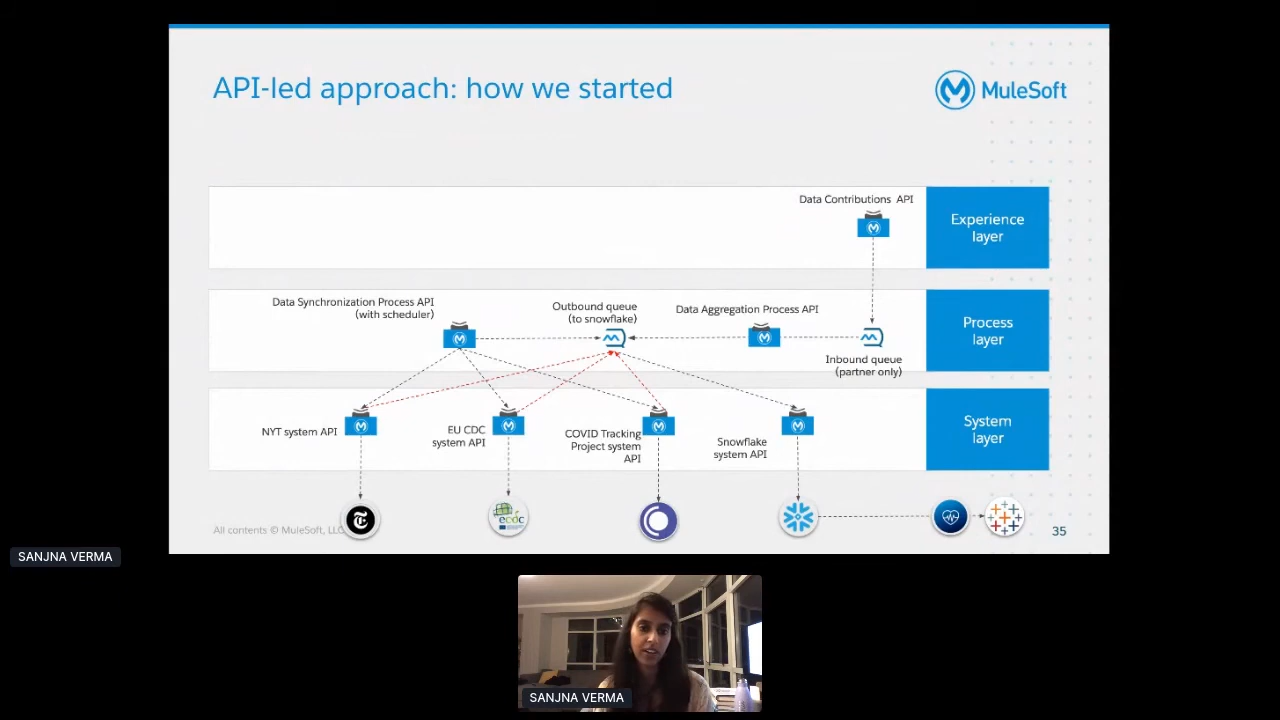 API-led approach: how we started
MuleSoft
Data Contributions API
Experience
layer
Data Synchronization Process API
(with scheduler)
Outbound queue
(to snowflake)
Data Aggregation Process API
Inbound queue
(partner only)
Process
layer
NYT system API
EU CDC
system API
COVID Tracking
Project system
API
Snowflake
system API
System
layer
ecdc
All contents © MuleSoft, LLC
35
SANJNA VERMA
SANJNA VERMA